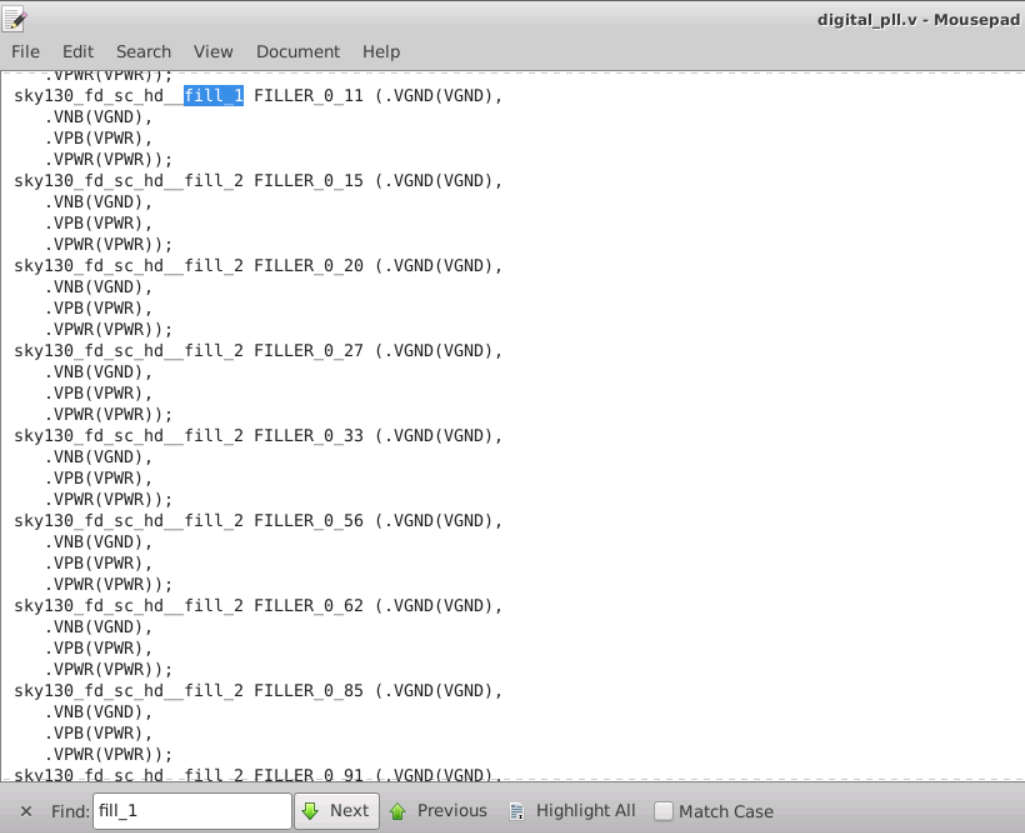 digital_pll.v - Mousepad
File Edit Search View Document Help
    .VPWR(VPWR));
sky130_fd_sc_hd__fill_1 FILLER_0_11 (.VGND(VGND),
    .VNB(VGND),
    .VPB(VPWR),
    .VPWR(VPWR));
sky130_fd_sc_hd__fill_2 FILLER_0_15 (.VGND(VGND),
    .VNB(VGND),
    .VPB(VPWR),
    .VPWR(VPWR));
sky130_fd_sc_hd__fill_2 FILLER_0_20 (.VGND(VGND),
    .VNB(VGND),
    .VPB(VPWR),
    .VPWR(VPWR));
sky130_fd_sc_hd__fill_2 FILLER_0_27 (.VGND(VGND),
    .VNB(VGND),
    .VPB(VPWR),
    .VPWR(VPWR));
sky130_fd_sc_hd__fill_2 FILLER_0_33 (.VGND(VGND),
    .VNB(VGND),
    .VPB(VPWR),
    .VPWR(VPWR));
sky130_fd_sc_hd__fill_2 FILLER_0_56 (.VGND(VGND),
    .VNB(VGND),
    .VPB(VPWR),
    .VPWR(VPWR));
sky130_fd_sc_hd__fill_2 FILLER_0_62 (.VGND(VGND),
    .VNB(VGND),
    .VPB(VPWR),
    .VPWR(VPWR));
sky130_fd_sc_hd__fill_2 FILLER_0_85 (.VGND(VGND),
    .VNB(VGND),
    .VPB(VPWR),
    .VPWR(VPWR));
sky130_fd_sc_hd__fill_2 FILLER_0_91 (.VGND(VGND),
× Find: fill_1 Next Previous Highlight All Match Case